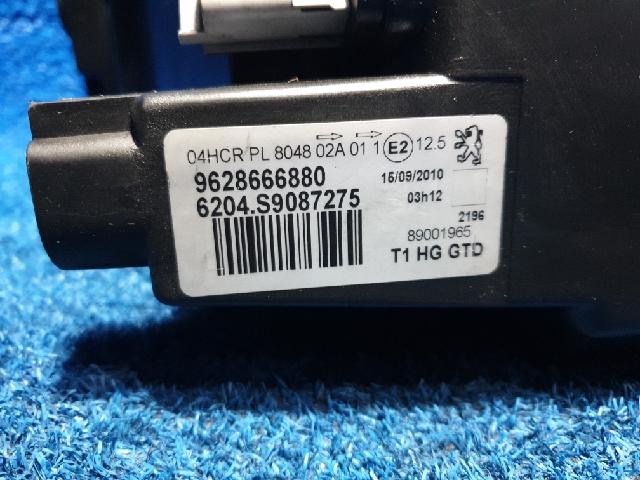 04HCR PL 8048 02A 01 1 E2 12.5
9628666880
15/09/2010
6204.S9087275
03h12
2196
89001965
T1 HG GTD